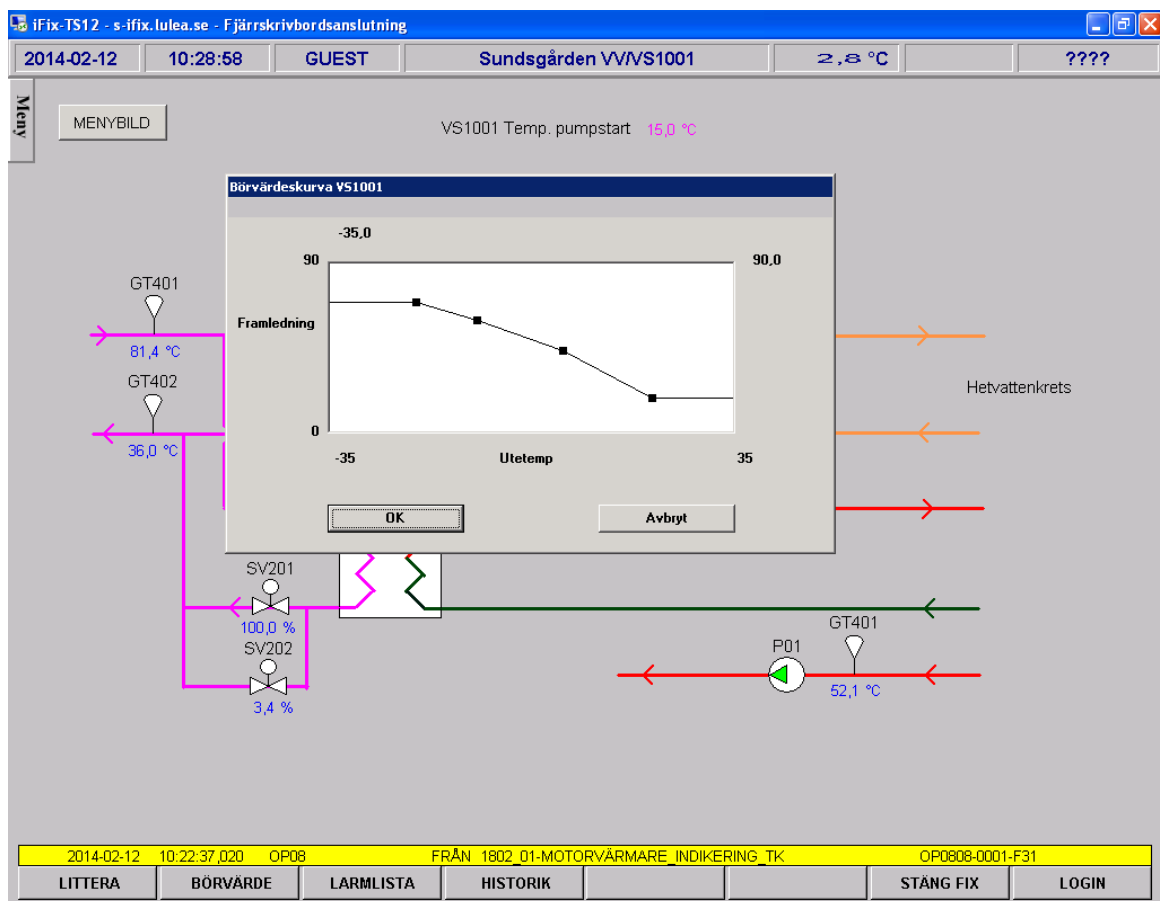 iFix-TS12 - s-ifix.lulea.se - Fjärrskrivbordsanslutning
2014-02-12 10:28:58 GUEST Sundsgården VV/VS1001 2,8 °C ????
Meny
MENYBILD
VS1001 Temp. pumpstart 15,0 °C
Börvärdeskurva VS1001
-35,0
90 90,0
Framledning
0
-35 Utetemp 35
OK Avbryt
GT401
81,4 °C
GT402
36,0 °C
Hetvattenkrets
SV201
100,0 %
SV202
3,4 %
GT401
P01
52,1 °C
2014-02-12 10:22:37,020 OP08 FRÅN 1802_01-MOTORVÄRMARE_INDIKERING_TK OP0808-0001-F31
LITTERA BÖRVÄRDE LARMLISTA HISTORIK STÄNG FIX LOGIN